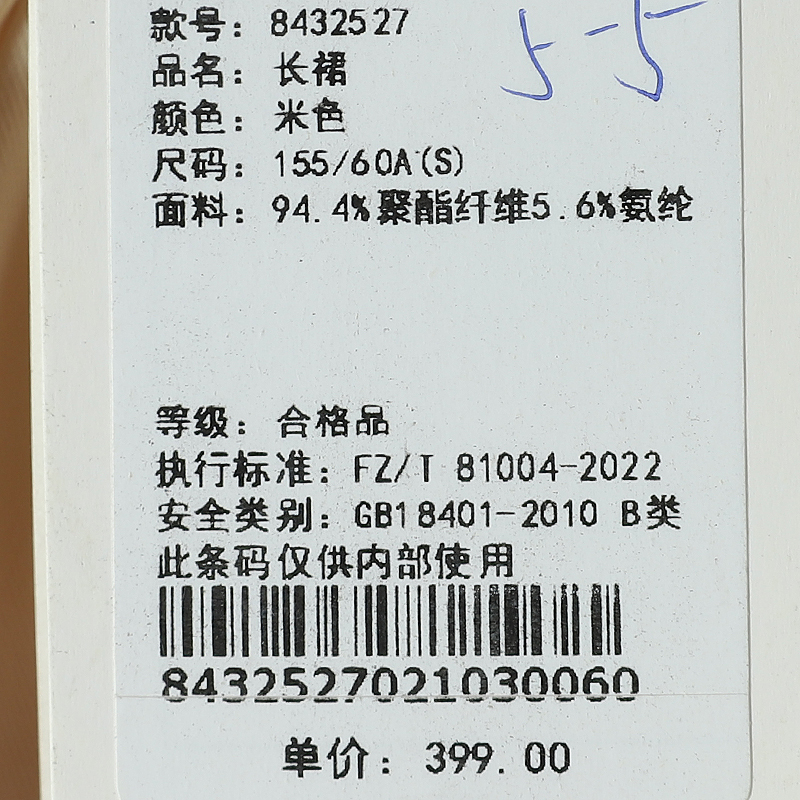 款号：8432527
5-5
品名：长裙
颜色：米色
尺码：155/60A(S)
面料：94.4%聚酯纤维5.6%氨纶
等级：合格品
执行标准：FZ/T 81004-2022
安全类别：GB18401-2010 B类
此条码仅供内部使用
8432527021030060
单价：399.00